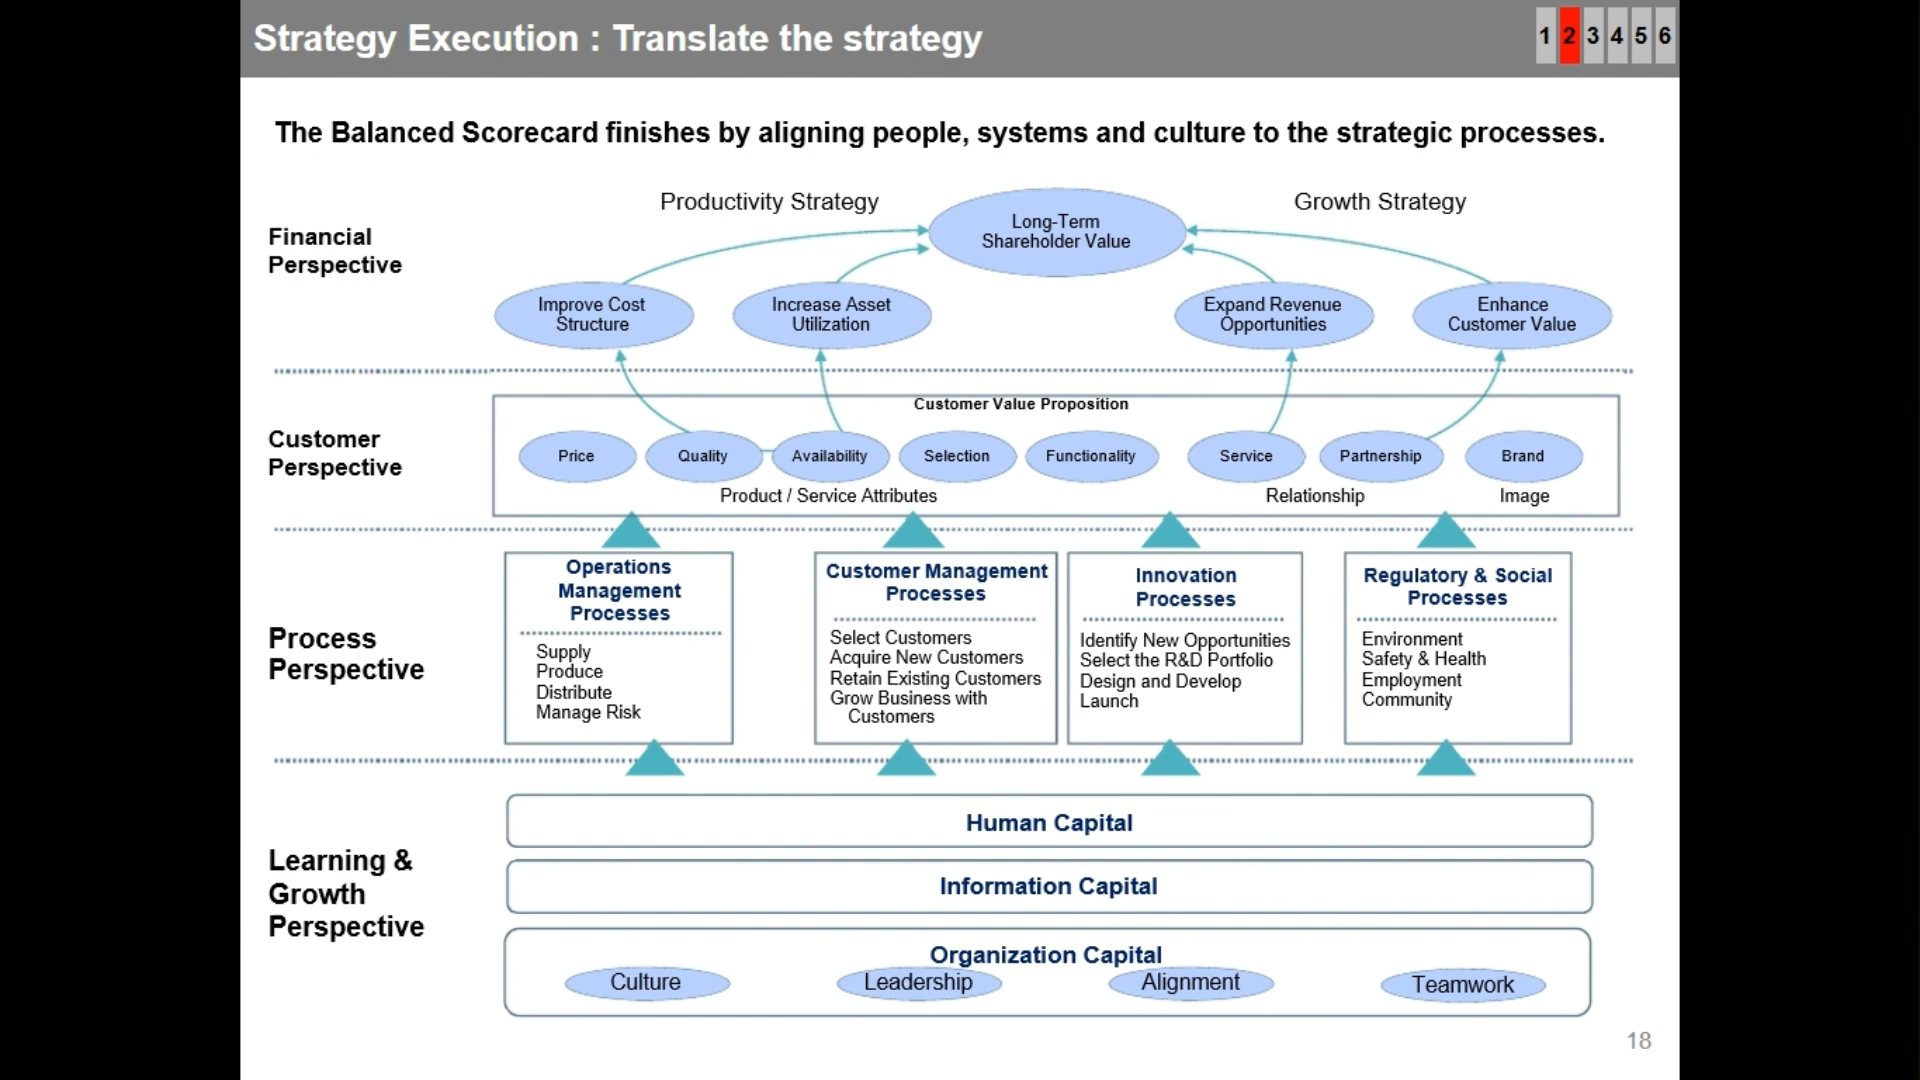 Strategy Execution : Translate the strategy
1 2 3 4 5 6
The Balanced Scorecard finishes by aligning people, systems and culture to the strategic processes.
Financial
Perspective
Productivity Strategy
Long-Term
Shareholder Value
Growth Strategy
Improve Cost
Structure
Increase Asset
Utilization
Expand Revenue
Opportunities
Enhance
Customer Value
Customer
Perspective
Customer Value Proposition
Price
Quality
Availability
Selection
Functionality
Service
Partnership
Brand
Product / Service Attributes
Relationship
Image
Process
Perspective
Operations
Management
Processes
Supply
Produce
Distribute
Manage Risk
Customer Management
Processes
Select Customers
Acquire New Customers
Retain Existing Customers
Grow Business with
Customers
Innovation
Processes
Identify New Opportunities
Select the R&D Portfolio
Design and Develop
Launch
Regulatory & Social
Processes
Environment
Safety & Health
Employment
Community
Learning &
Growth
Perspective
Human Capital
Information Capital
Organization Capital
Culture
Leadership
Alignment
Teamwork
18